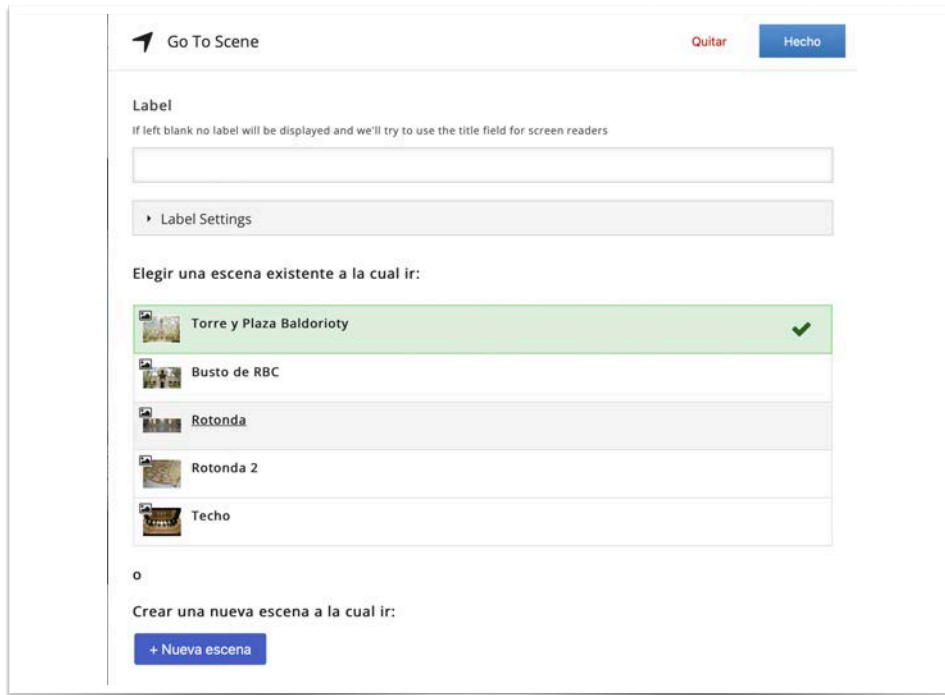 Go To Scene
Quitar
Hecho
Label
If left blank no label will be displayed and we'll try to use the title field for screen readers
Label Settings
Elegir una escena existente a la cual ir:
Torre y Plaza Baldorioty
Busto de RBC
Rotonda
Rotonda 2
Techo
o
Crear una nueva escena a la cual ir:
+ Nueva escena